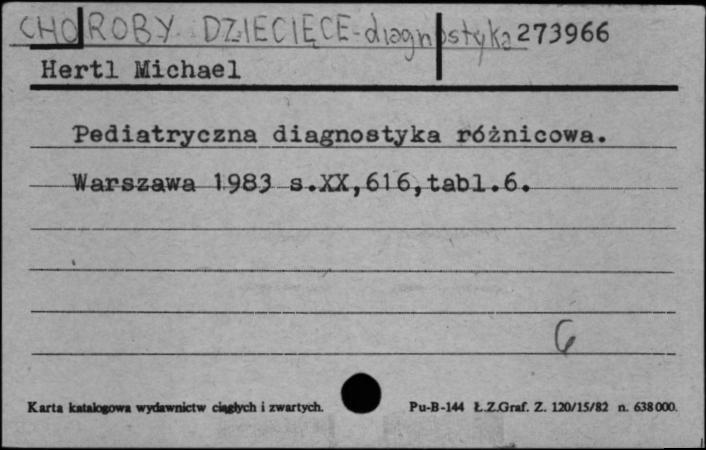 CHOROBY DZIECIĘCE-diagnostyka 273966
Hertl Michael
Pediatryczna diagnostyka różnicowa.
Warszawa 1983 s.XX,616,tabl.6.
6
Karta katalogowa wydawnictw ciągłych i zwartych. Pu-B-144 Ł.Z.Graf. Z. 120/15/82 n. 638000.